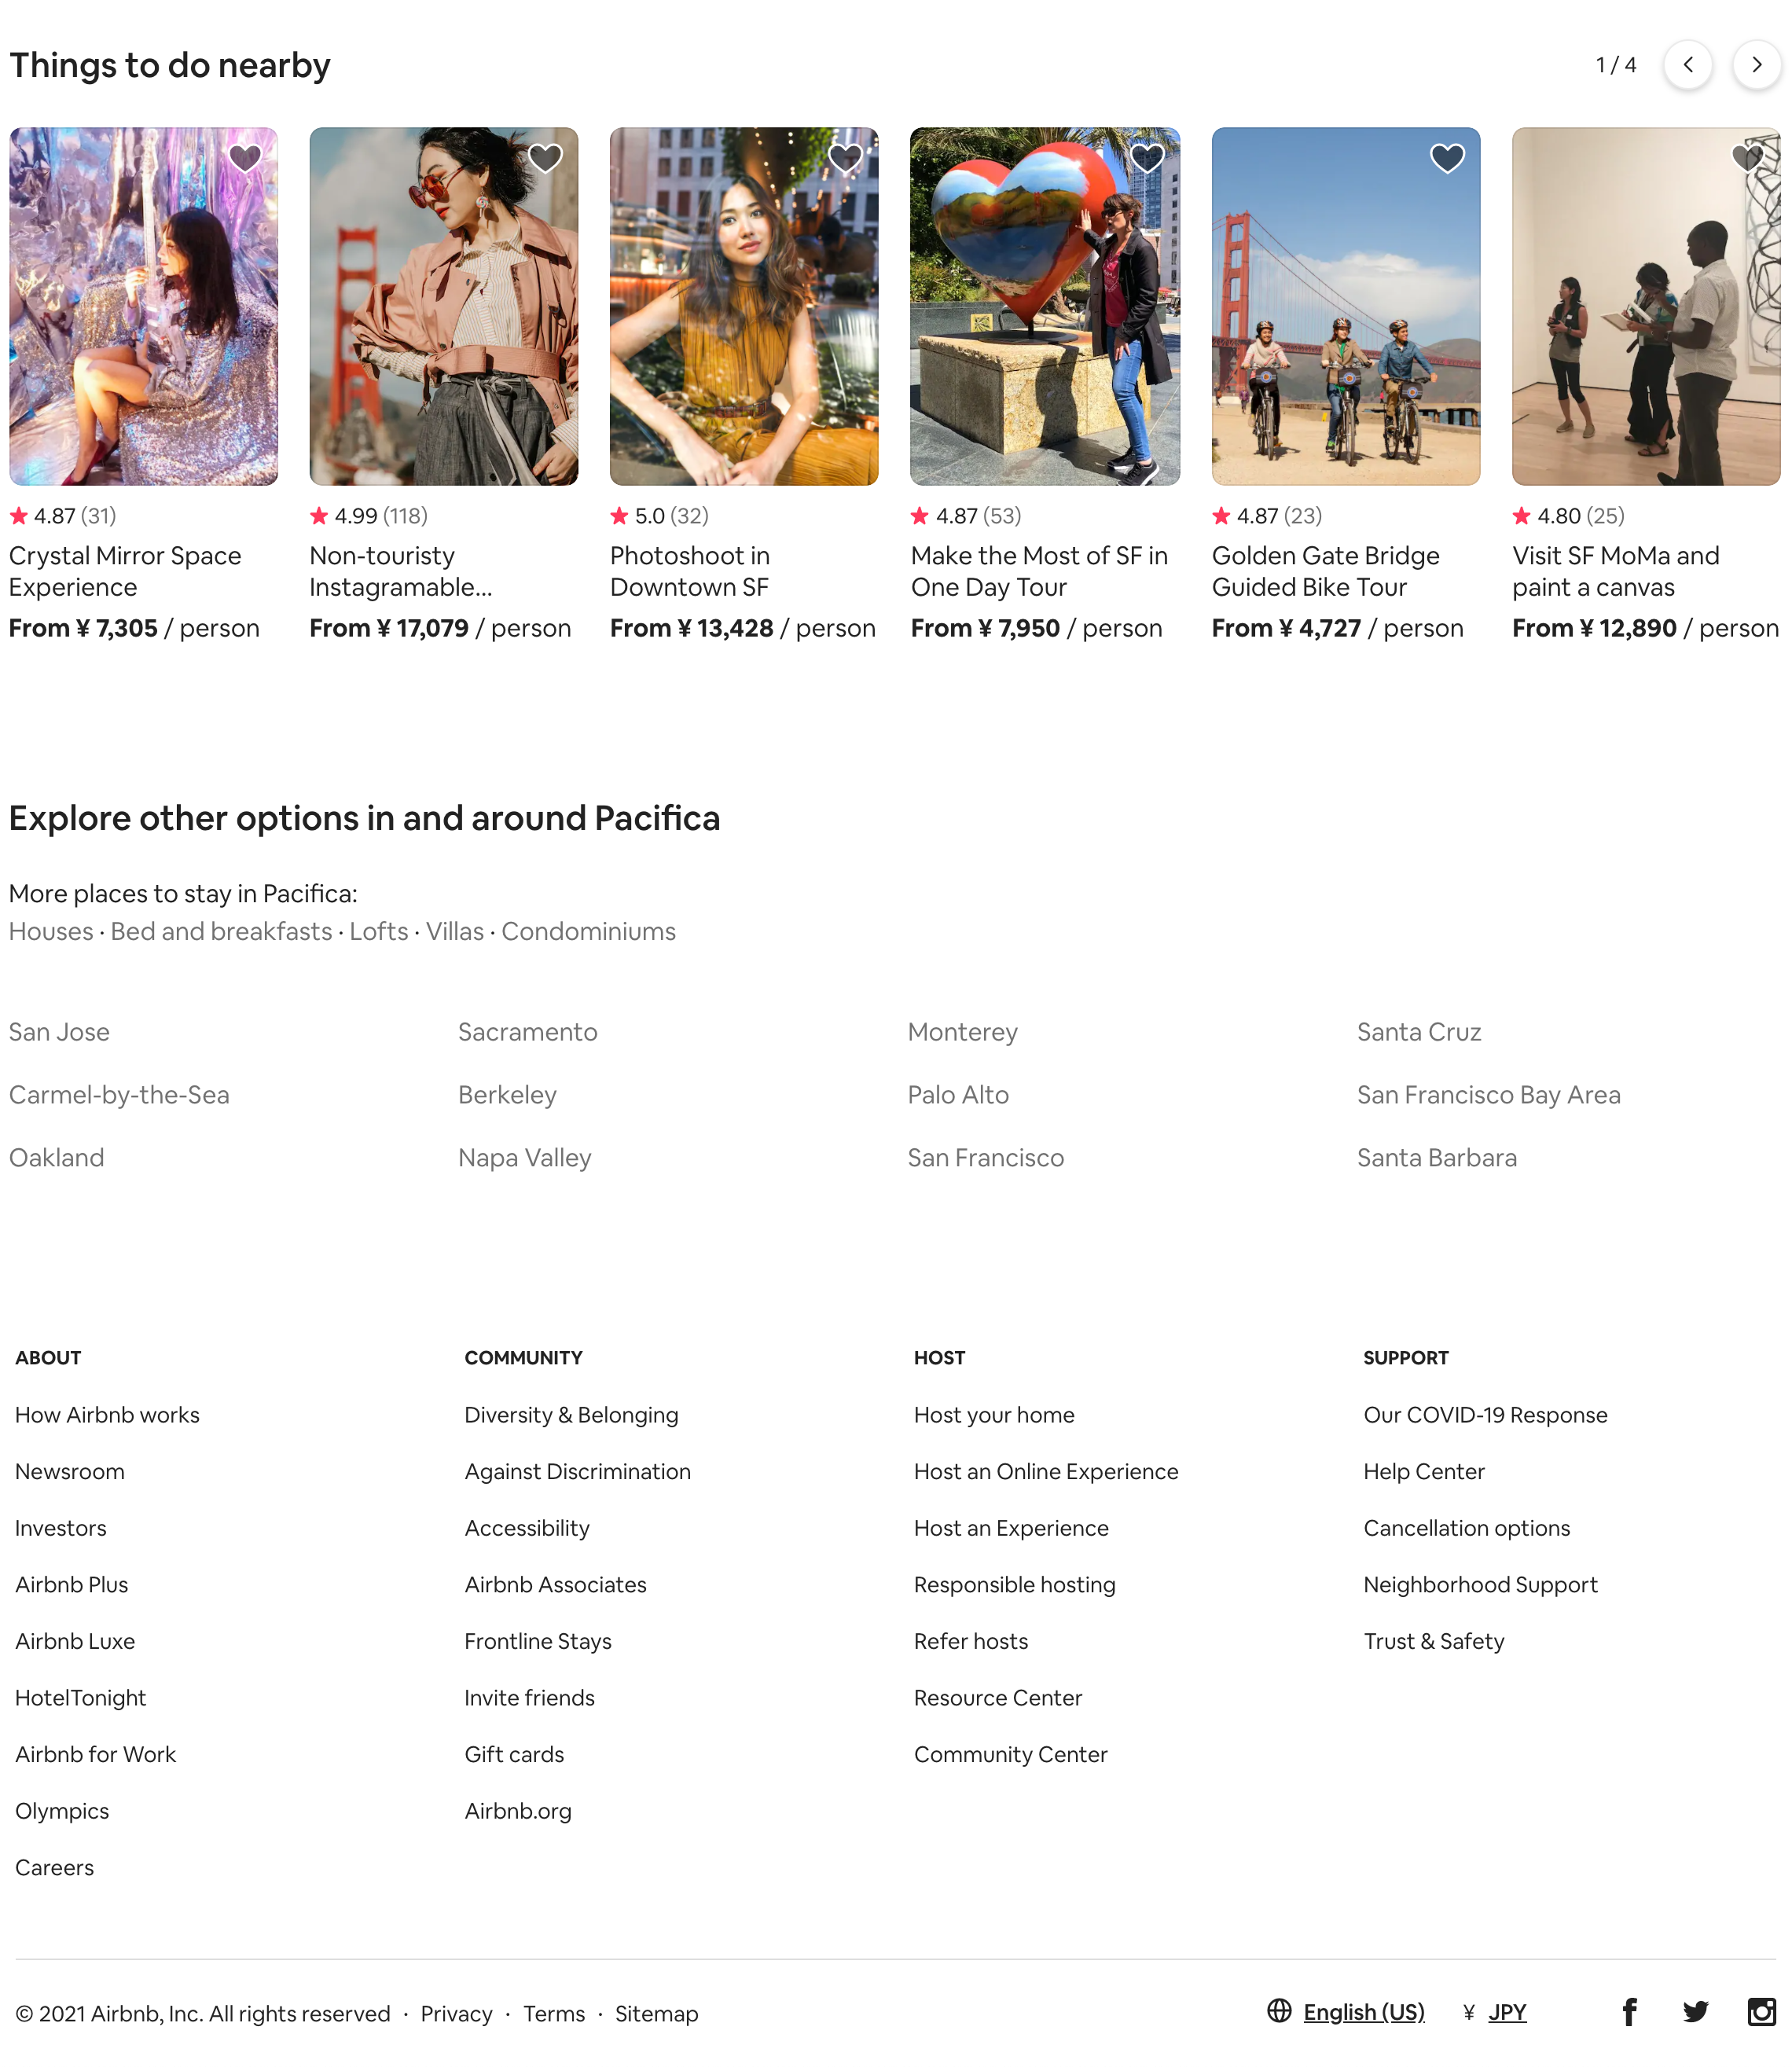 Things to do nearby
1 / 4
4.87 (31)
Crystal Mirror Space
Experience
From ¥ 7,305 / person
4.99 (118)
Non-touristy
Instagramable...
From ¥ 17,079 / person
5.0 (32)
Photoshoot in
Downtown SF
From ¥ 13,428 / person
4.87 (53)
Make the Most of SF in
One Day Tour
From ¥ 7,950 / person
4.87 (23)
Golden Gate Bridge
Guided Bike Tour
From ¥ 4,727 / person
4.80 (25)
Visit SF MoMa and
paint a canvas
From ¥ 12,890 / person
Explore other options in and around Pacifica
More places to stay in Pacifica:
Houses · Bed and breakfasts · Lofts · Villas · Condominiums
San Jose
Sacramento
Monterey
Santa Cruz
Carmel-by-the-Sea
Berkeley
Palo Alto
San Francisco Bay Area
Oakland
Napa Valley
San Francisco
Santa Barbara
ABOUT
How Airbnb works
Newsroom
Investors
Airbnb Plus
Airbnb Luxe
HotelTonight
Airbnb for Work
Olympics
Careers
COMMUNITY
Diversity & Belonging
Against Discrimination
Accessibility
Airbnb Associates
Frontline Stays
Invite friends
Gift cards
Airbnb.org
HOST
Host your home
Host an Online Experience
Host an Experience
Responsible hosting
Refer hosts
Resource Center
Community Center
SUPPORT
Our COVID-19 Response
Help Center
Cancellation options
Neighborhood Support
Trust & Safety
© 2021 Airbnb, Inc. All rights reserved · Privacy · Terms · Sitemap
English (US)
¥ JPY